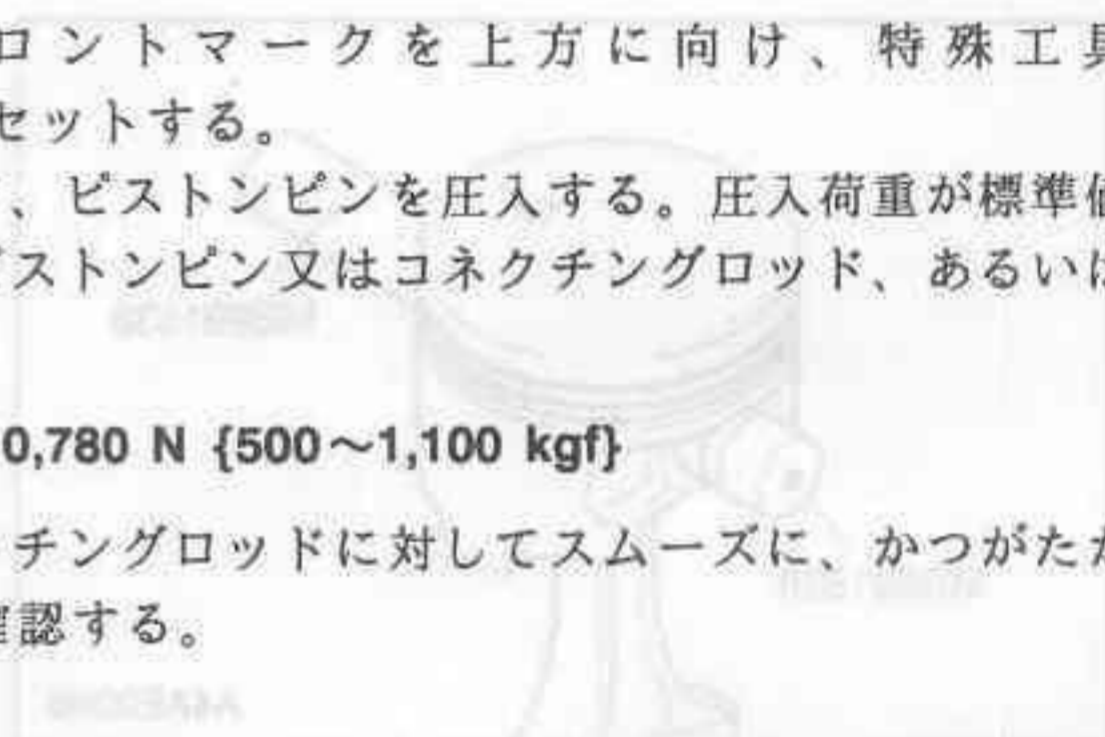 ロントマークを上方に向け、特殊工具
セットする。
、ピストンピンを圧入する。圧入荷重が標準値
ストンピン又はコネクチングロッド、あるいは
0,780 N {500～1,100 kgf}
チングロッドに対してスムーズに、かつがた
確認する。